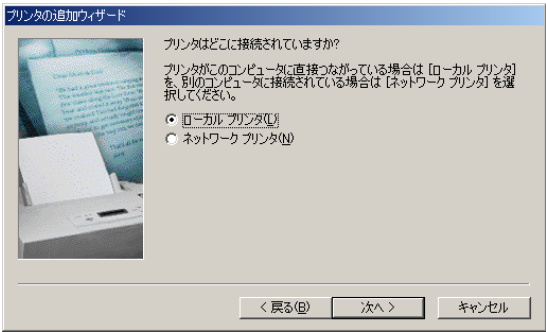 プリンタの追加ウィザード
プリンタはどこに接続されていますか?
プリンタがこのコンピュータに直接つながっている場合は [ローカル プリンタ]
を、別のコンピュータに接続されている場合は [ネットワーク プリンタ] を選
択してください。
ローカル プリンタ(L)
ネットワーク プリンタ(N)
< 戻る(B)
次へ >
キャンセル